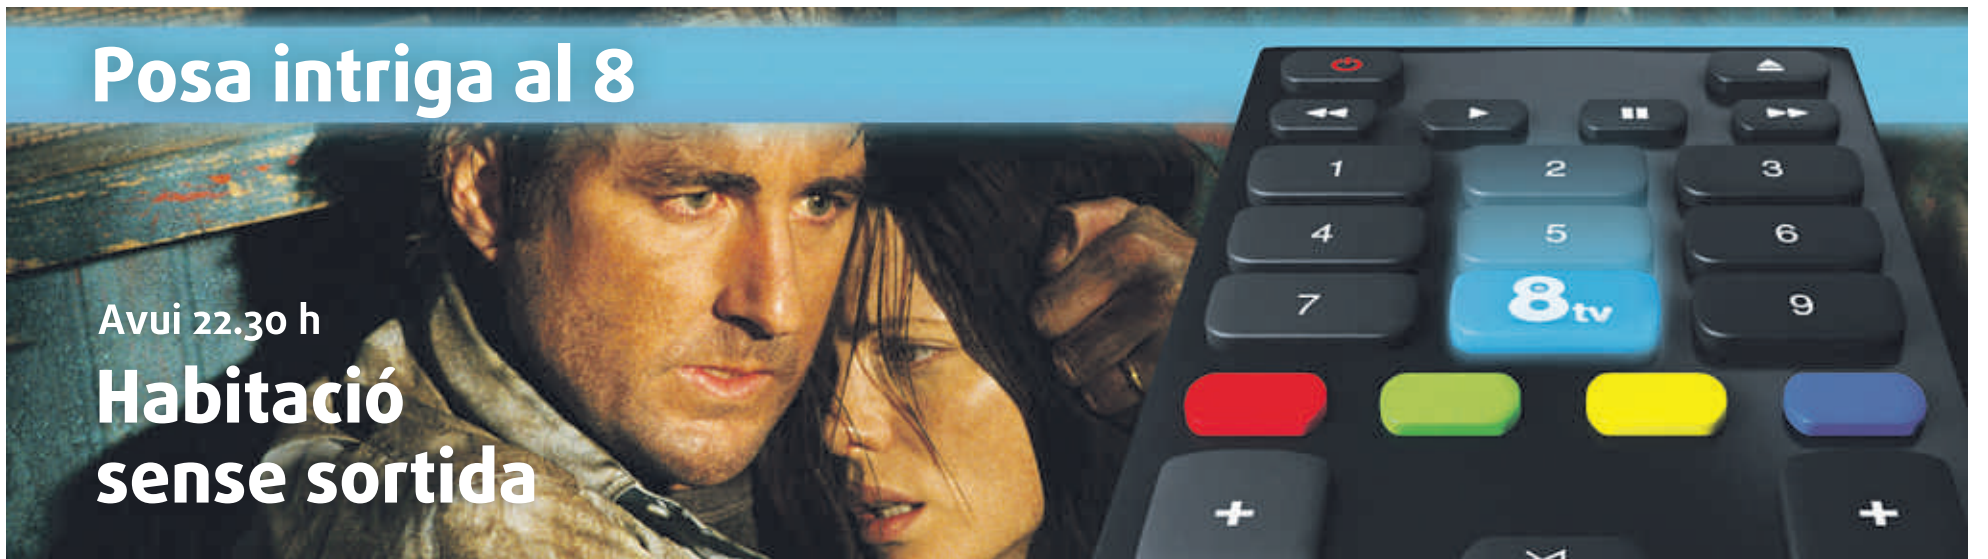 Posa intriga al 8
Avui 22.30 h
Habitació
sense sortida
1 2 3
4 5 6
7 8tv 9
+ +